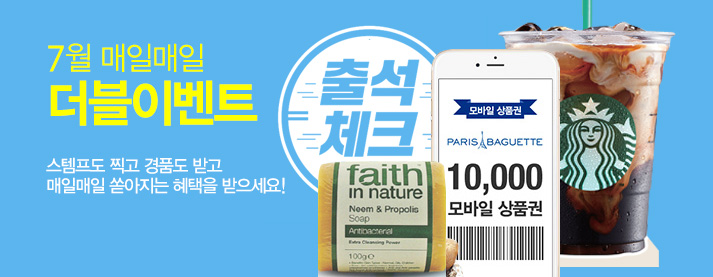 7월 매일매일
더블이벤트
스템프도 찍고 경품도 받고
매일매일 쏟아지는 혜택을 받으세요!
출석
체크
faith
in nature
Neem & Propolis
Soap
Antibacterial
Extra Cleansing Power
100g e
모바일 상품권
PARIS BAGUETTE
10,000
모바일 상품권